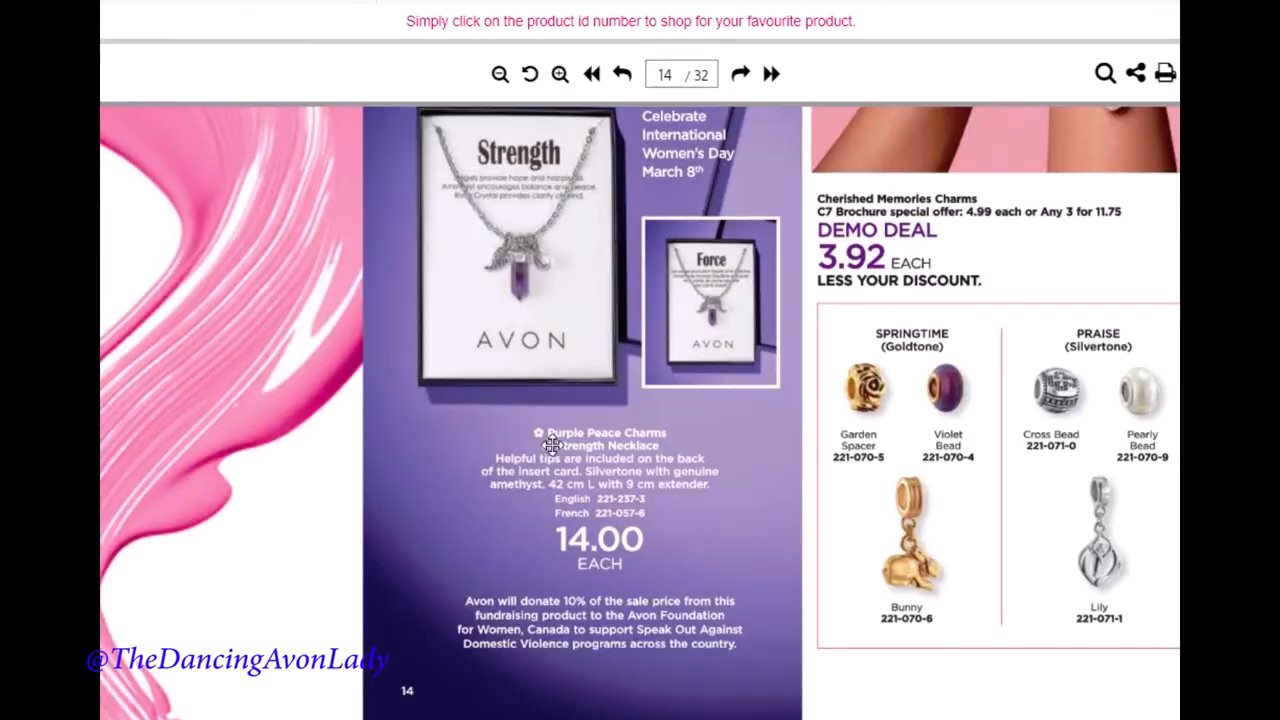 Simply click on the product id number to shop for your favourite product.
14 / 32
Strength
Rock Crystal provides clarity of mind.
AVON
Celebrate
International
Women's Day
March 8th
Force
AVON
✿ Purple Peace Charms
Strength Necklace
Helpful tips are included on the back
of the insert card. Silvertone with genuine
amethyst. 42 cm L with 9 cm extender.
English 221-237-3
French 221-057-6
14.00
EACH
Avon will donate 10% of the sale price from this
fundraising product to the Avon Foundation
for Women, Canada to support Speak Out Against
Domestic Violence programs across the country.
14
Cherished Memories Charms
C7 Brochure special offer: 4.99 each or Any 3 for 11.75
DEMO DEAL
3.92 EACH
LESS YOUR DISCOUNT.
SPRINGTIME
(Goldtone)
Garden
Spacer
221-070-5
Violet
Bead
221-070-4
Bunny
221-070-6
PRAISE
(Silvertone)
Cross Bead
221-071-0
Pearly
Bead
221-070-9
Lily
221-071-1
@TheDancingAvonLady